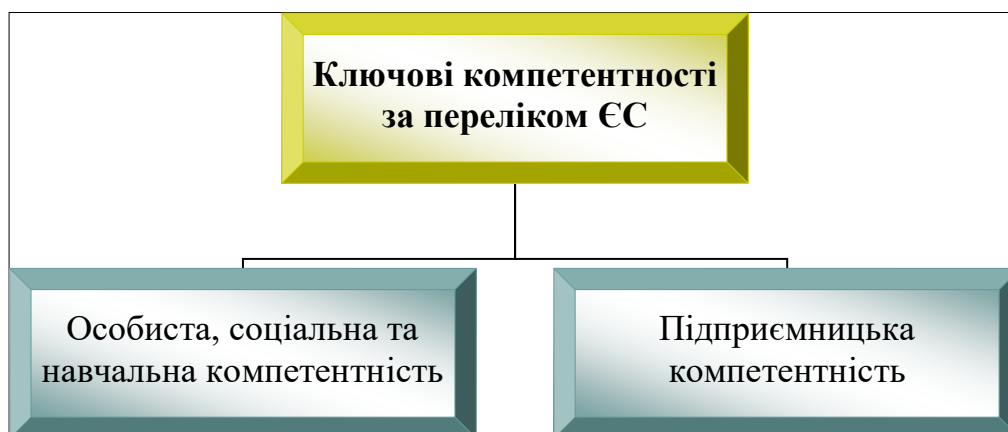 Ключові компетентності
за переліком ЄС
Особиста, соціальна та
навчальна компетентність
Підприємницька
компетентність